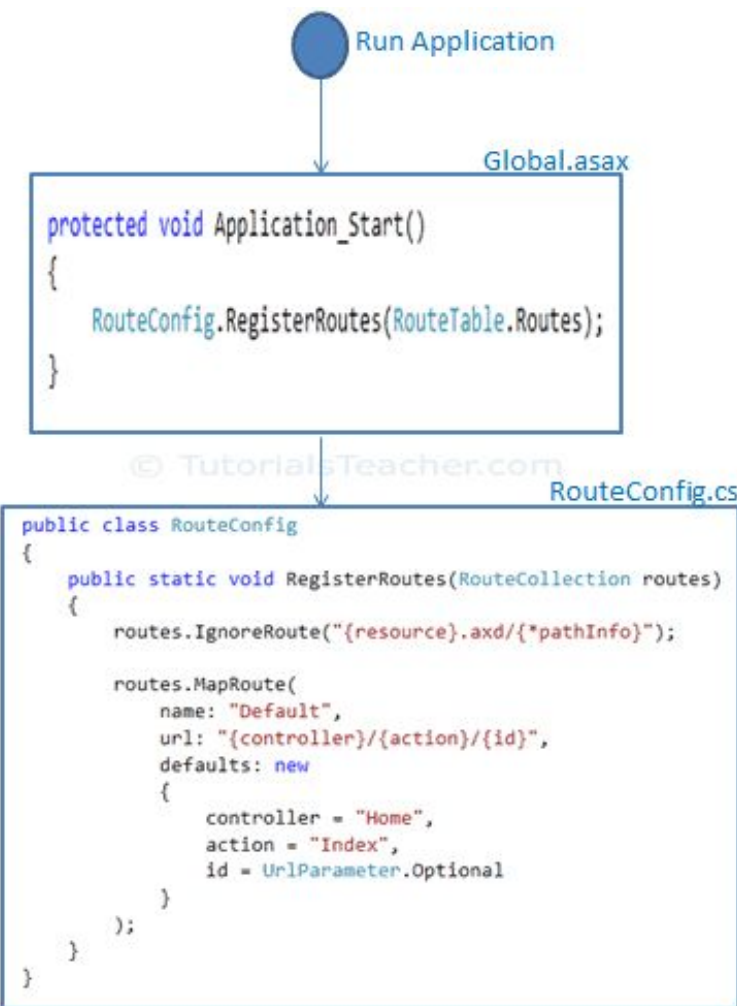 Run Application
Global.asax
protected void Application_Start()
{
RouteConfig.RegisterRoutes(RouteTable.Routes);
}
© TutorialsTeacher.com
RouteConfig.cs
public class RouteConfig
{
public static void RegisterRoutes(RouteCollection routes)
{
routes.IgnoreRoute("{resource}.axd/{*pathInfo}");
routes.MapRoute(
name: "Default",
url: "{controller}/{action}/{id}",
defaults: new
{
controller = "Home",
action = "Index",
id = UrlParameter.Optional
}
);
}
}